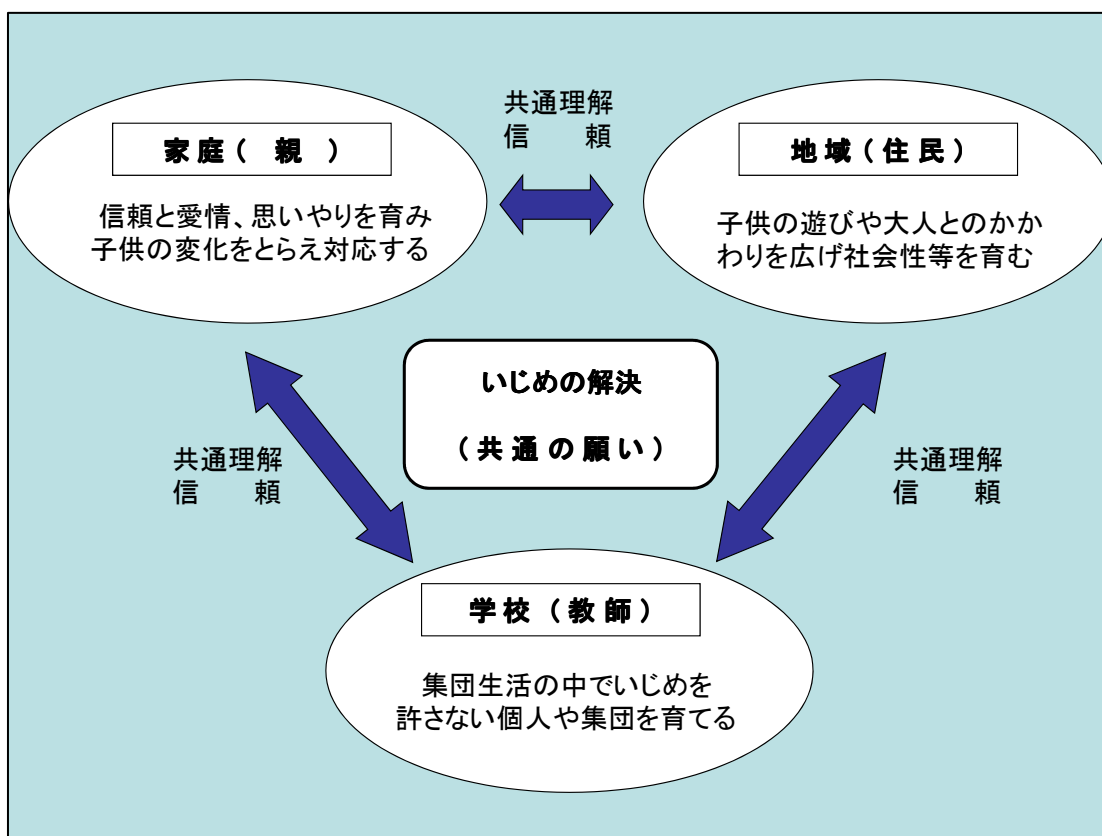 共通理解
信　　頼
家庭（　親　）
信頼と愛情、思いやりを育み
子供の変化をとらえ対応する
地域（住民）
子供の遊びや大人とのかか
わりを広げ社会性等を育む
いじめの解決
（共通の願い）
共通理解
信　　頼
共通理解
信　　頼
学校（教師）
集団生活の中でいじめを
許さない個人や集団を育てる